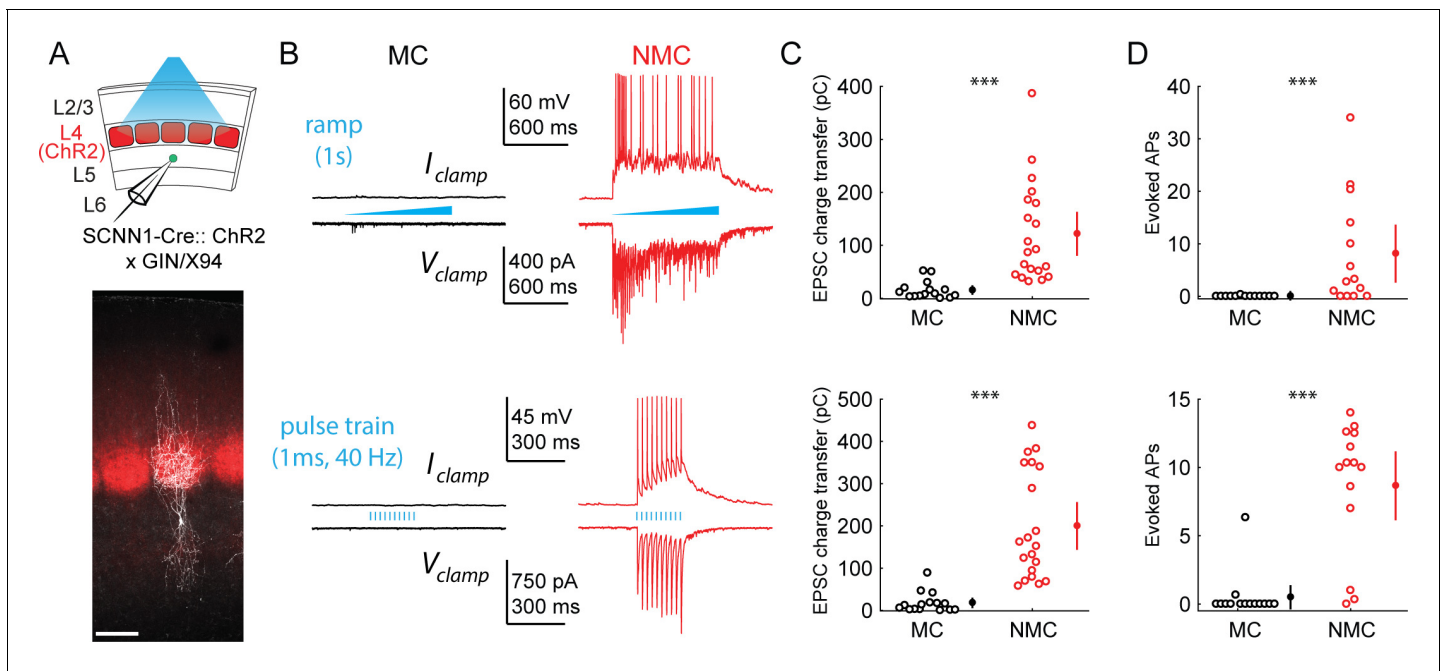 A
L2/3
L4
(ChR2)
L5
L6
SCNN1-Cre:: ChR2
x GIN/X94
B
MC
NMC
ramp
(1s)
60 mV
600 ms
I clamp
V clamp
400 pA
600 ms
pulse train
(1ms, 40 Hz)
45 mV
300 ms
I clamp
V clamp
750 pA
300 ms
C
***
EPSC charge transfer (pC)
400
300
200
100
0
MC
NMC
***
EPSC charge transfer (pC)
500
400
300
200
100
0
MC
NMC
D
***
Evoked APs
40
30
20
10
0
MC
NMC
***
Evoked APs
15
10
5
0
MC
NMC